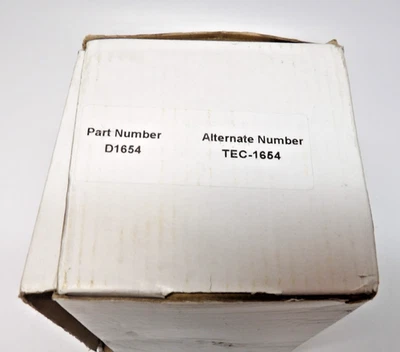 Part Number
D1654
Alternate Number
TEC-1654